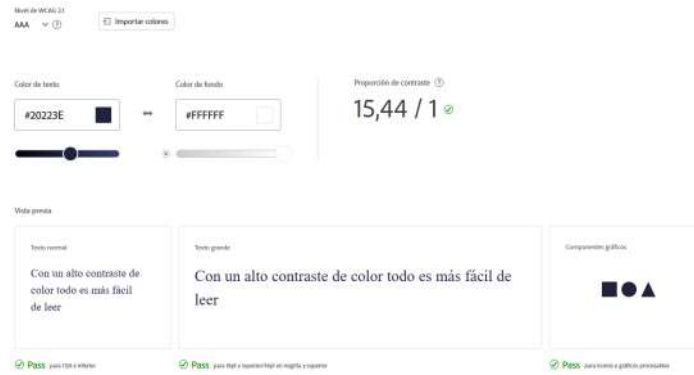 Nivel de WCAG 2.1
AAA
Importar colores
Color de texto
Color de fondo
Proporción de contraste
#20223E
#FFFFFF
15,44 / 1
Vista previa
Texto normal
Texto grande
Componentes gráficos
Con un alto contraste de
color todo es más fácil
de leer
Con un alto contraste de color todo es más fácil de
leer
Pass
Pass
Pass